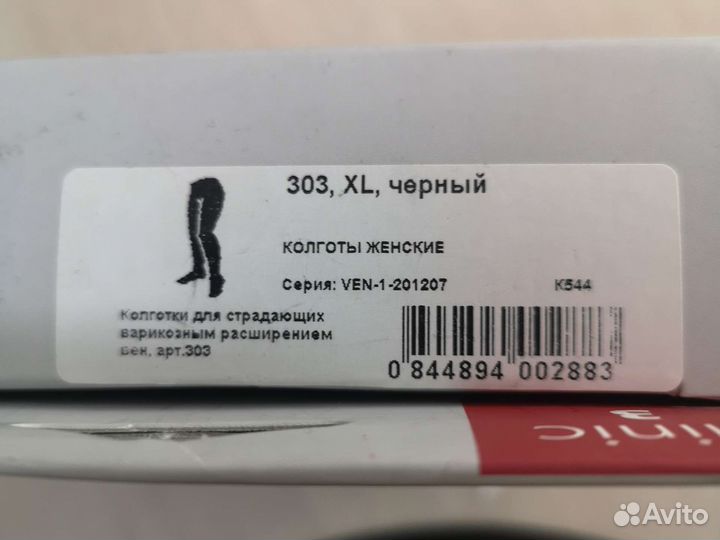 303, XL, черный
КОЛГОТЫ ЖЕНСКИЕ
Серия: VEN-1-201207
K544
Колготки для страдающих
варикозным расширением
вен, арт.303
0 844894 002883
inic
Avito